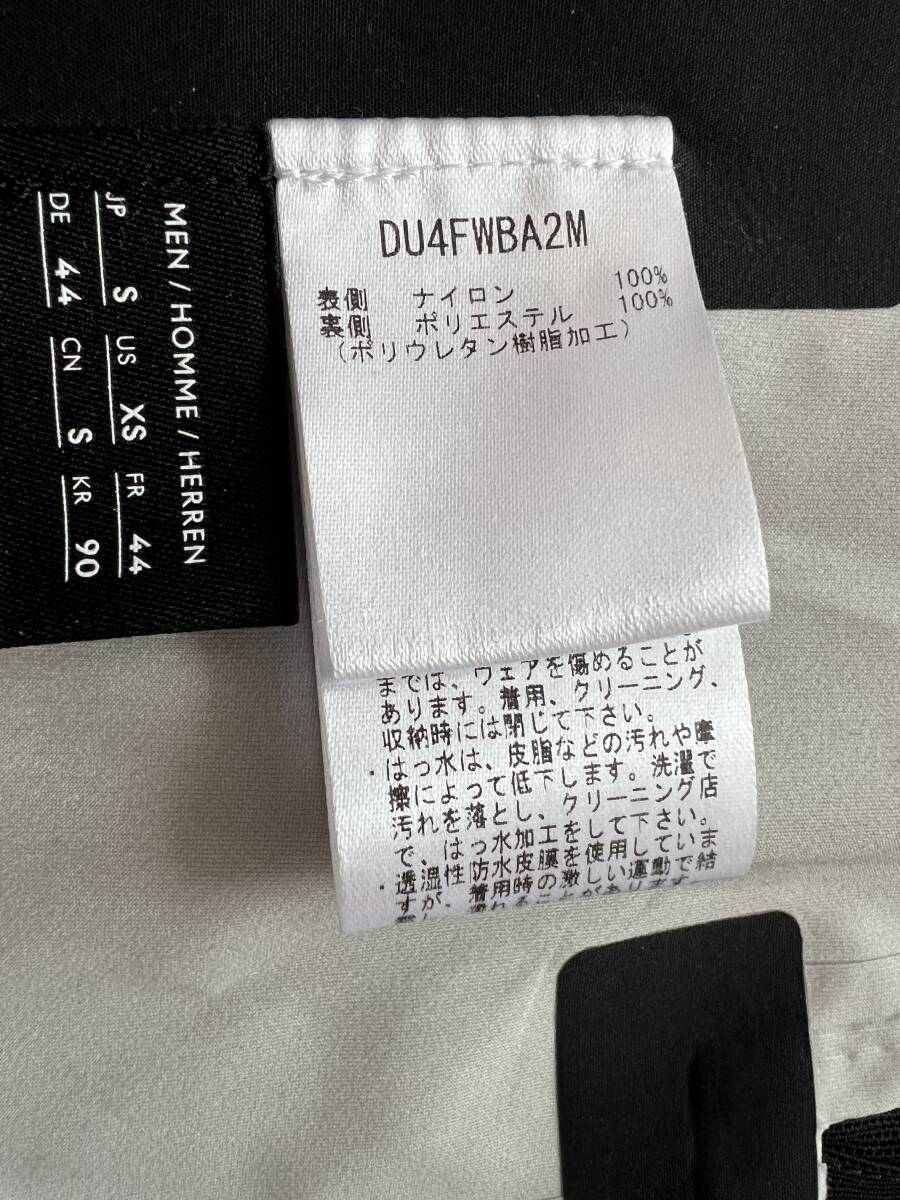 MEN / HOMME / HERREN
JP S US XS FR 44
DE 44 CN S KR 90
DU4FWBA2M
表側 ナイロン 100%
裏側 ポリエステル 100%
(ポリウレタン樹脂加工)
までは、ウェアを傷めることが
あります。着用、クリーニング、
収納時には閉じて下さい。
・はっ水は、皮脂などの汚れや摩
擦によって低下します。洗濯で
汚れを落とし、クリーニング店
で、はっ水加工をして下さい。
・透湿性防水皮膜を使用していま
すが、着用時の激しい運動で結